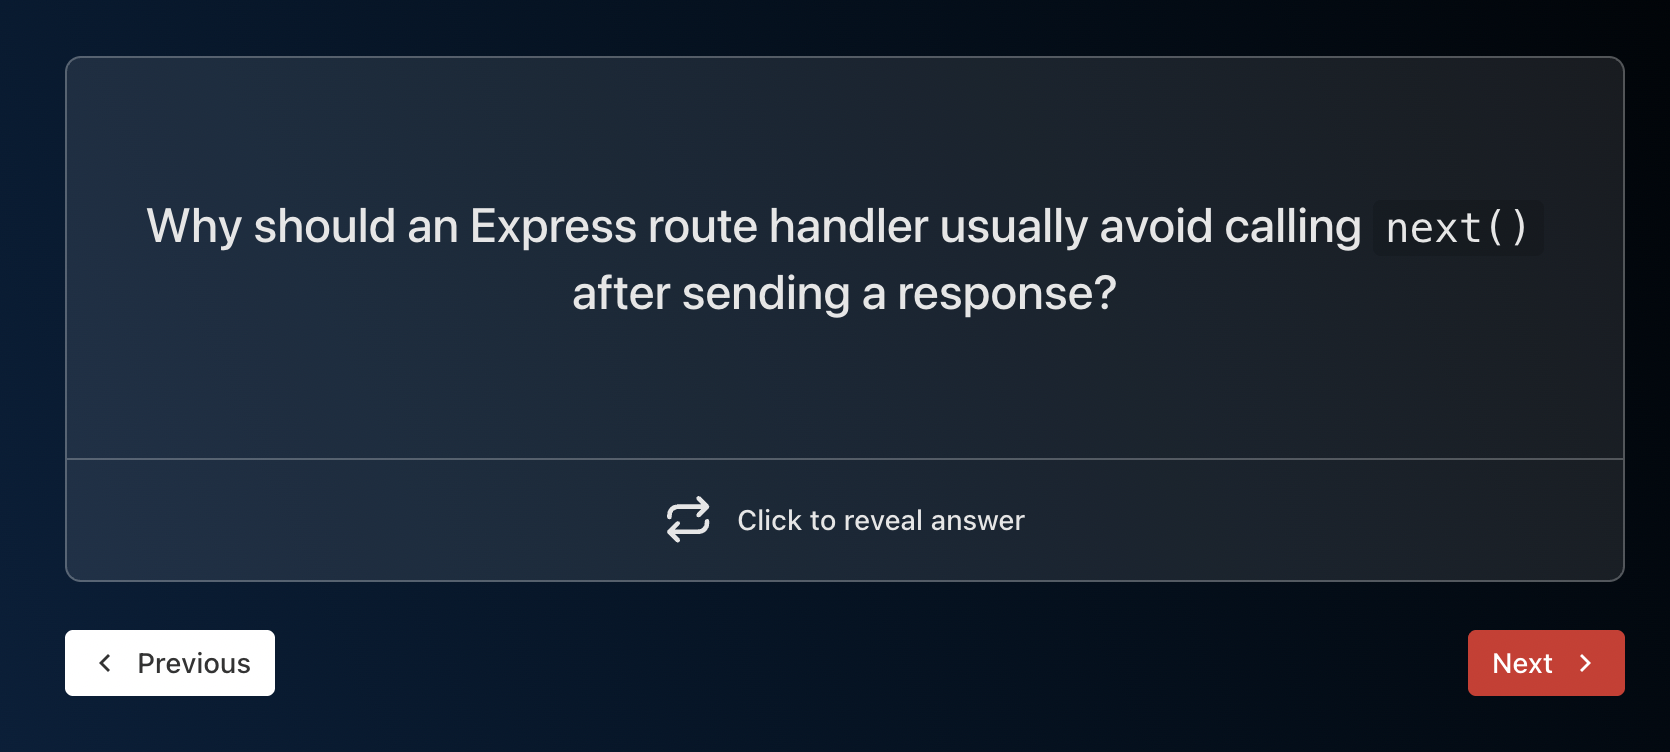 Why should an Express route handler usually avoid calling next()
after sending a response?
Click to reveal answer
Previous
Next